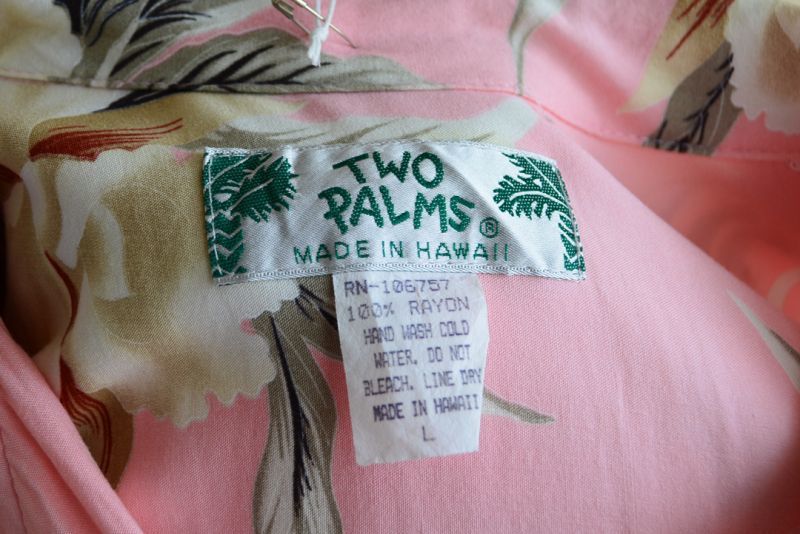 TWO
PALMS®
MADE IN HAWAII
RN-106757
100% RAYON
HAND WASH COLD
WATER. DO NOT
BLEACH. LINE DRY
MADE IN HAWAII
L